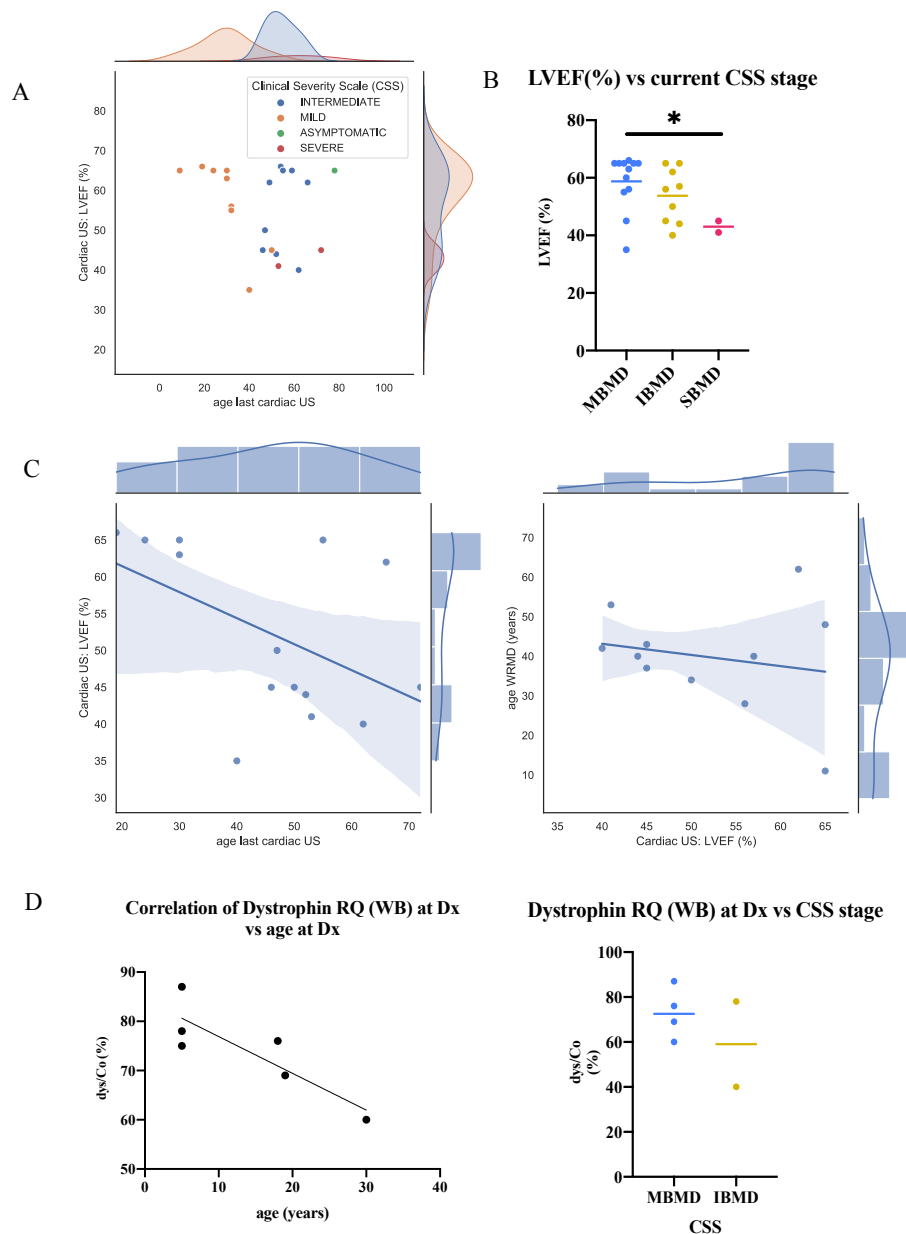 A
Clinical Severity Scale (CSS)
INTERMEDIATE
MILD
ASYMPTOMATIC
SEVERE
80
70
60
50
40
30
20
Cardiac US: LVEF (%)
0 20 40 60 80 100
age last cardiac US
B
LVEF(%) vs current CSS stage
*
80
60
40
20
0
LVEF (%)
MBMD
IBMD
SBMD
C
65
60
55
50
45
40
35
30
Cardiac US: LVEF (%)
20 30 40 50 60 70
age last cardiac US
70
60
50
40
30
20
10
age WRMD (years)
35 40 45 50 55 60 65
Cardiac US: LVEF (%)
D
Correlation of Dystrophin RQ (WB) at Dx
vs age at Dx
90
80
70
60
50
dys/Co (%)
0 10 20 30 40
age (years)
Dystrophin RQ (WB) at Dx vs CSS stage
100
80
60
40
20
0
dys/Co
(%)
MBMD IBMD
CSS